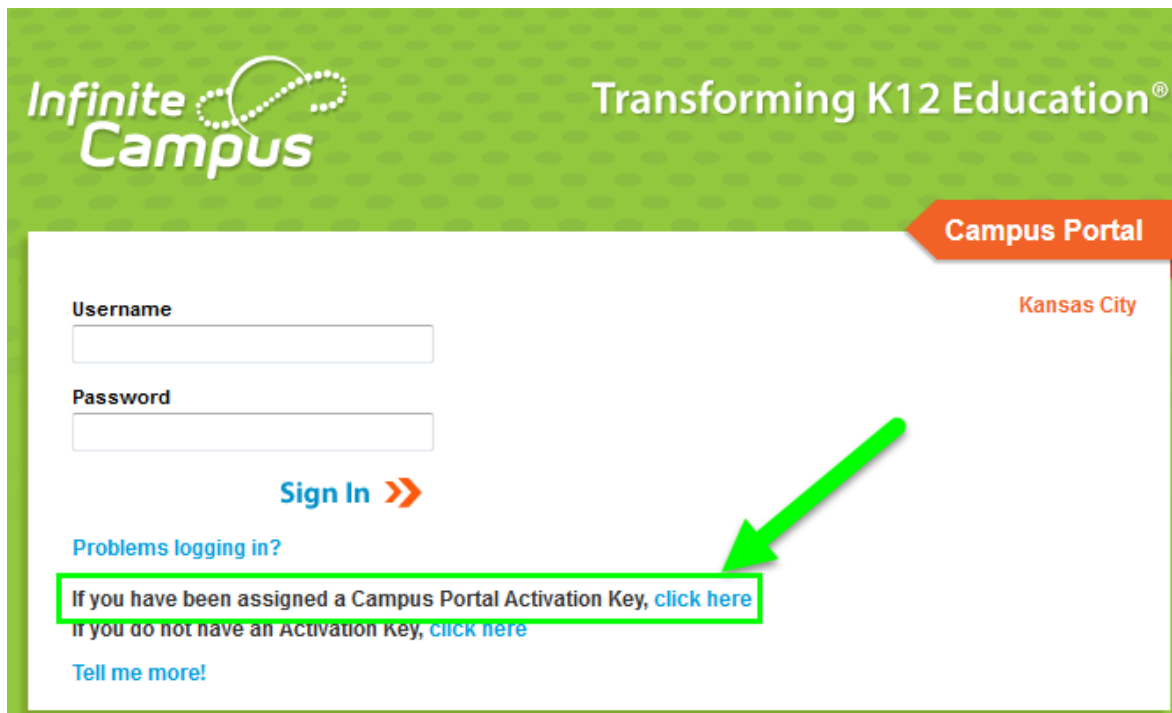 Infinite
Campus
Transforming K12 Education®
Campus Portal
Kansas City
Username
Password
Sign In
Problems logging in?
If you have been assigned a Campus Portal Activation Key, click here
If you do not have an Activation Key, click here
Tell me more!